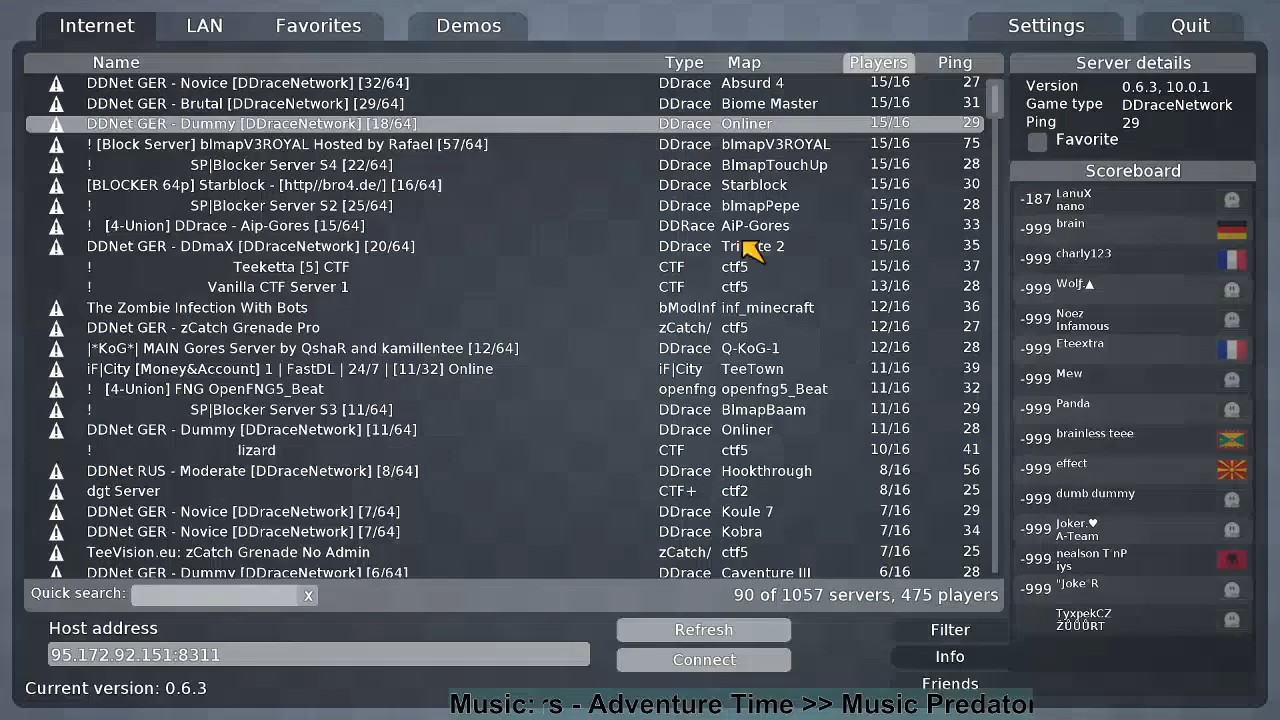 Internet LAN Favorites Demos Settings Quit
Name Type Map Players Ping
DDNet GER - Novice [DDraceNetwork] [32/64] DDrace Absurd 4 15/16 27
DDNet GER - Brutal [DDraceNetwork] [29/64] DDrace Biome Master 15/16 31
DDNet GER - Dummy [DDraceNetwork] [18/64] DDrace Onliner 15/16 29
! [Block Server] blmapV3ROYAL Hosted by Rafael [57/64] DDrace blmapV3ROYAL 15/16 75
! SP|Blocker Server S4 [22/64] DDrace BlmapTouchUp 15/16 28
[BLOCKER 64p] Starblock - [http//bro4.de/] [16/64] DDrace Starblock 15/16 30
! SP|Blocker Server S2 [25/64] DDrace blmapPepe 15/16 28
! [4-Union] DDrace - Aip-Gores [15/64] DDRace AiP-Gores 15/16 33
DDNet GER - DDmaX [DDraceNetwork] [20/64] DDrace 2 15/16 35
! Teeketta [5] CTF CTF ctf5 15/16 37
! Vanilla CTF Server 1 CTF ctf5 13/16 28
The Zombie Infection With Bots bModInf inf_minecraft 12/16 36
DDNet GER - zCatch Grenade Pro zCatch/ ctf5 12/16 27
|*KoG*| MAIN Gores Server by QshaR and kamillentee [12/64] DDrace Q-KoG-1 12/16 28
iF|City [Money&Account] 1 | FastDL | 24/7 | [11/32] Online iF|City TeeTown 11/16 39
! [4-Union] FNG OpenFNG5_Beat openfng openfng5_Beat 11/16 32
! SP|Blocker Server S3 [11/64] DDrace BlmapBaam 11/16 29
DDNet GER - Dummy [DDraceNetwork] [11/64] DDrace Onliner 11/16 28
! lizard CTF ctf5 10/16 41
DDNet RUS - Moderate [DDraceNetwork] [8/64] DDrace Hookthrough 8/16 56
dgt Server CTF+ ctf2 8/16 25
DDNet GER - Novice [DDraceNetwork] [7/64] DDrace Koule 7 7/16 29
DDNet GER - Novice [DDraceNetwork] [7/64] DDrace Kobra 7/16 34
TeeVision.eu: zCatch Grenade No Admin zCatch/ ctf5 7/16 25
DDNet GER - Dummy [DDraceNetwork] [6/64] DDrace Caventure III 6/16 28
Quick search: x 90 of 1057 servers, 475 players
Host address
95.172.92.151:8311
Refresh
Connect
Filter
Info
Friends
Current version: 0.6.3
Server details
Version 0.6.3, 10.0.1
Game type DDraceNetwork
Ping 29
Favorite
Scoreboard
-187 LanuX
nano
-999 brain
-999 charly123
-999 Wolf.▲
-999 Noez
Infamous
-999 Eteextra
-999 Mew
-999 Panda
-999 brainless teee
-999 effect
-999 dumb dummy
-999 Joker.♥
A-Team
-999 nealson T nP
iys
-999 "Joke"R
TyxpekCZ
ŽÛÛÛRT
Music: rs - Adventure Time >> Music Predator